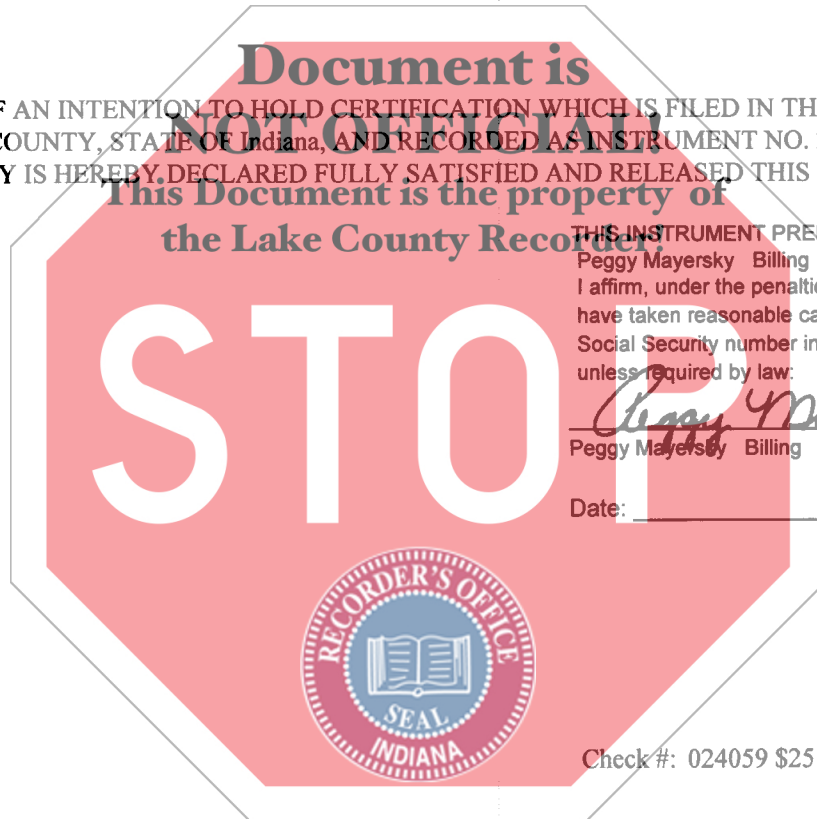 Document is
F AN INTENTION TO HOLD CERTIFICATION WHICH IS FILED IN TH
NOT OFFICIAL!
COUNTY, STATE OF Indiana, AND RECORDED AS INSTRUMENT NO.
Y IS HEREBY DECLARED FULLY SATISFIED AND RELEASED THIS
This Document is the property of
the Lake County Recorder!
THIS INSTRUMENT PRE
Peggy Mayersky Billing
I affirm, under the penaltie
have taken reasonable ca
Social Security number in
unless required by law:
STOP
Peggy M
Peggy Mayersky Billing
Date:
RECORDER'S OFFICE
SEAL
INDIANA
Check #: 024059 $25